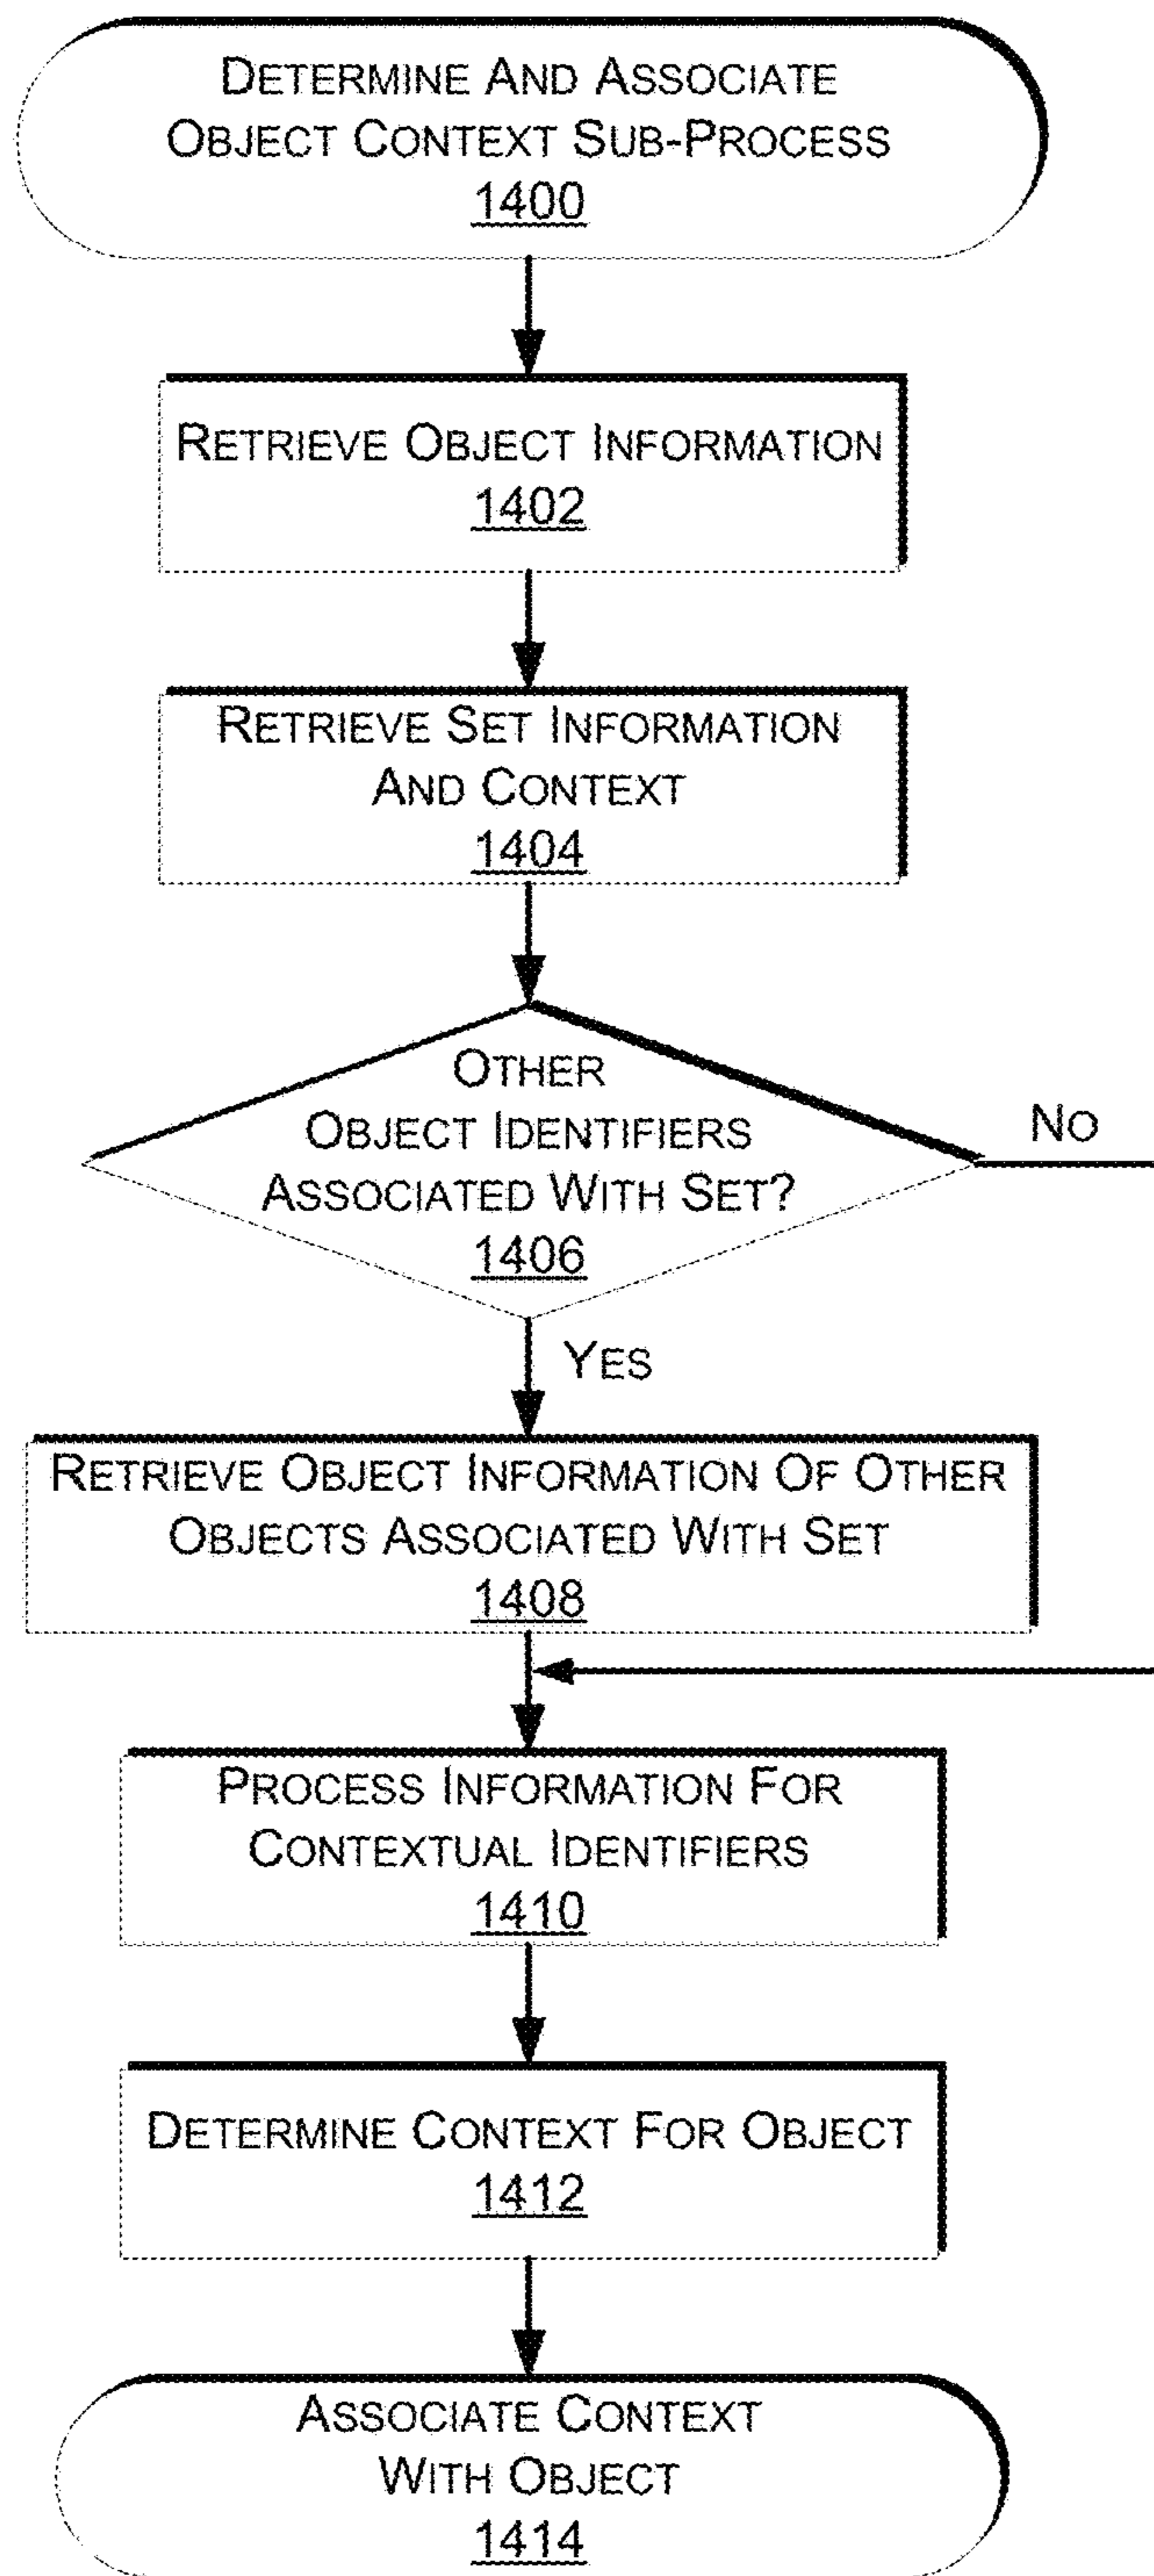 DETERMINE AND ASSOCIATE
OBJECT CONTEXT SUB-PROCESS
1400
RETRIEVE OBJECT INFORMATION
1402
RETRIEVE SET INFORMATION
AND CONTEXT
1404
OTHER
OBJECT IDENTIFIERS
ASSOCIATED WITH SET?
1406
NO
YES
RETRIEVE OBJECT INFORMATION OF OTHER
OBJECTS ASSOCIATED WITH SET
1408
PROCESS INFORMATION FOR
CONTEXTUAL IDENTIFIERS
1410
DETERMINE CONTEXT FOR OBJECT
1412
ASSOCIATE CONTEXT
WITH OBJECT
1414